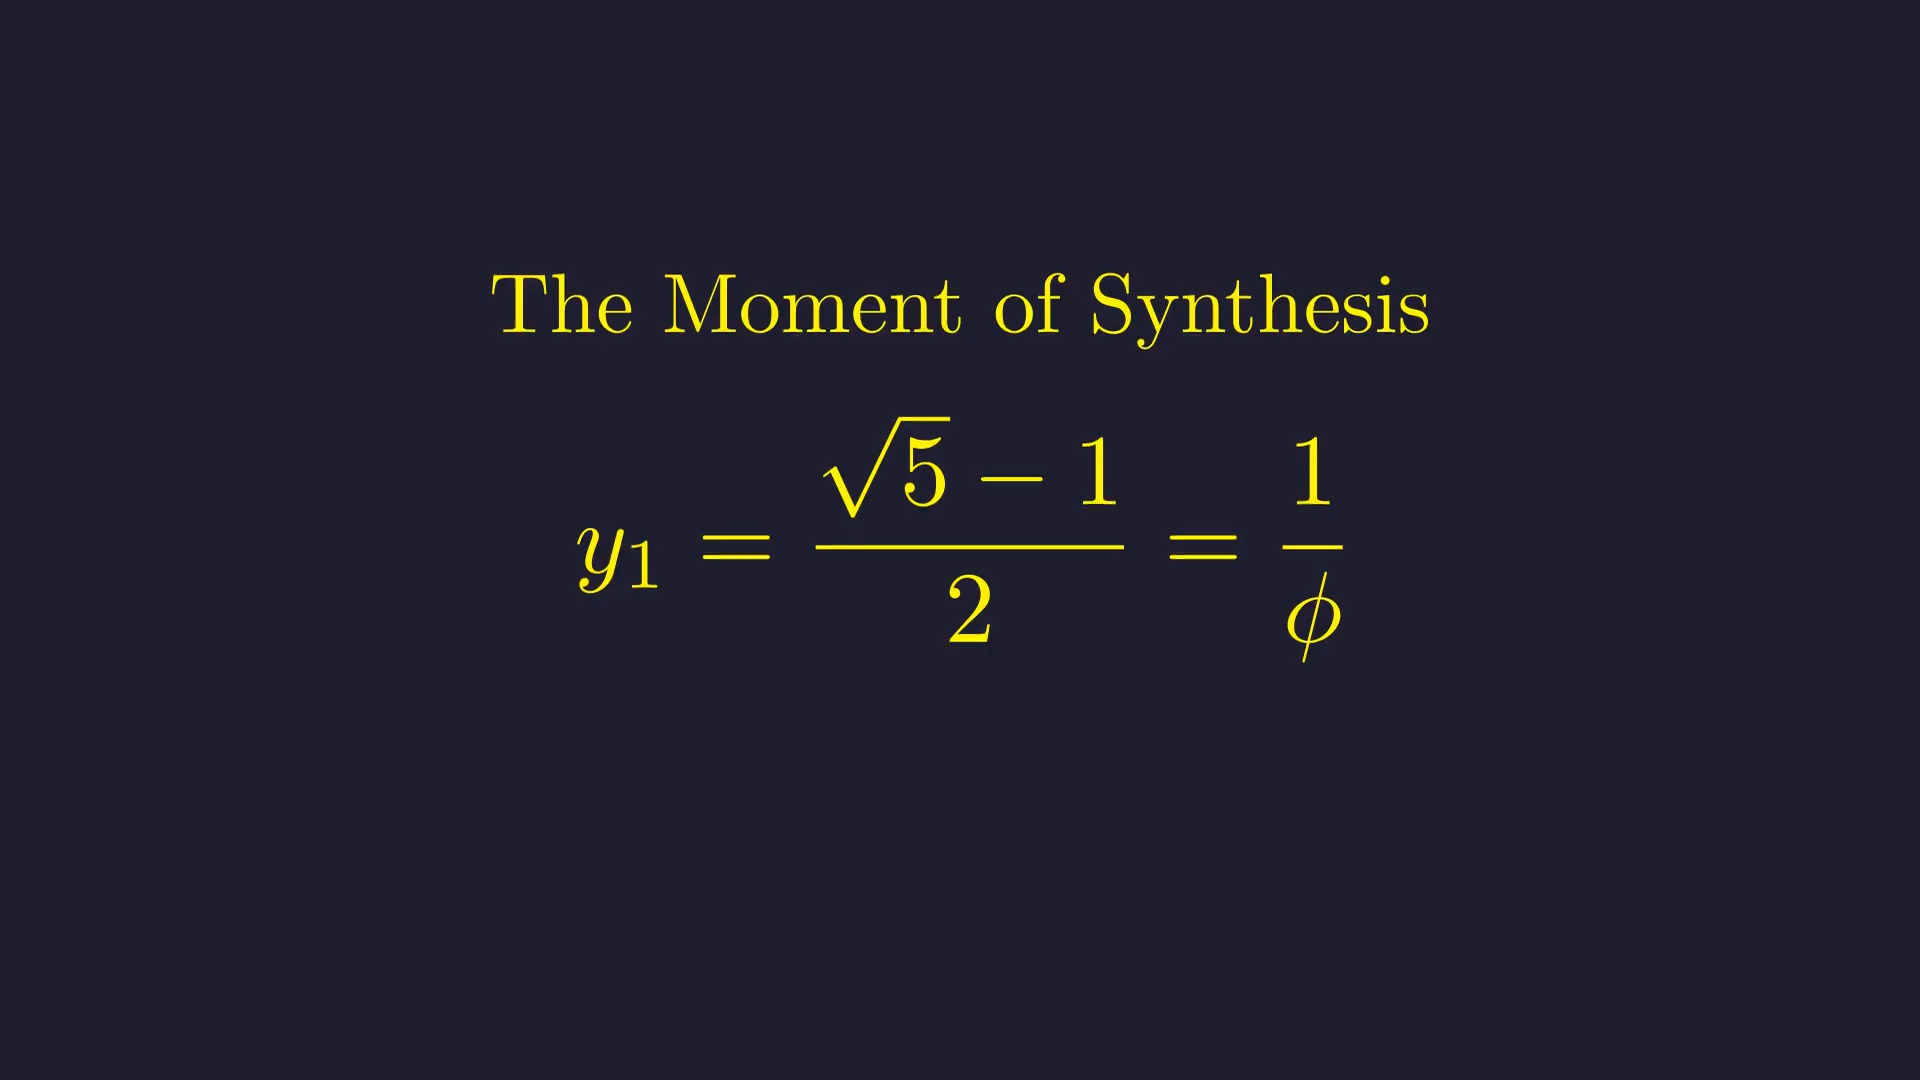 The Moment of Synthesis
y₁ = (√5 − 1)/2 = 1/ϕ